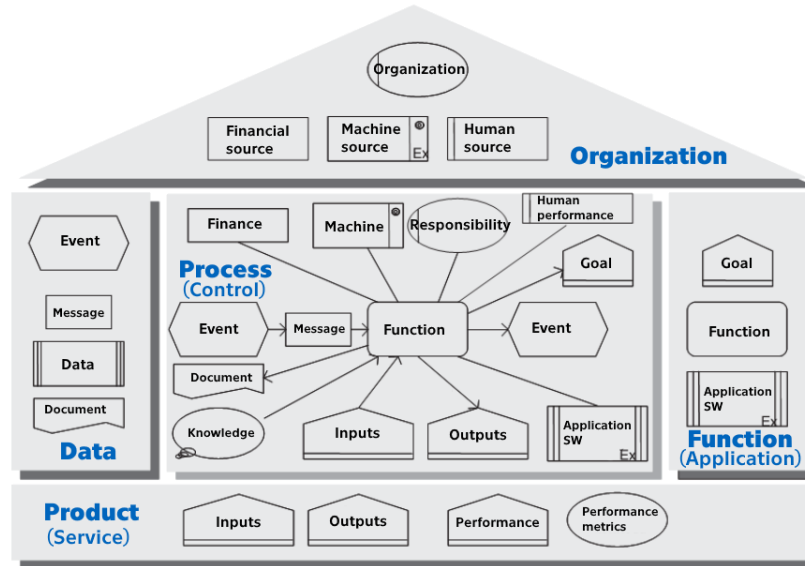 Organization
Financial
source
Machine
source
Ex
Human
source
Organization
Event
Message
Data
Document
Data
Finance
Machine
Responsibility
Human
performance
Goal
Process
(Control)
Event
Message
Function
Event
Document
Knowledge
Inputs
Outputs
Application
SW
Ex
Goal
Function
Application
SW
Ex
Function
(Application)
Product
(Service)
Inputs
Outputs
Performance
Performance
metrics